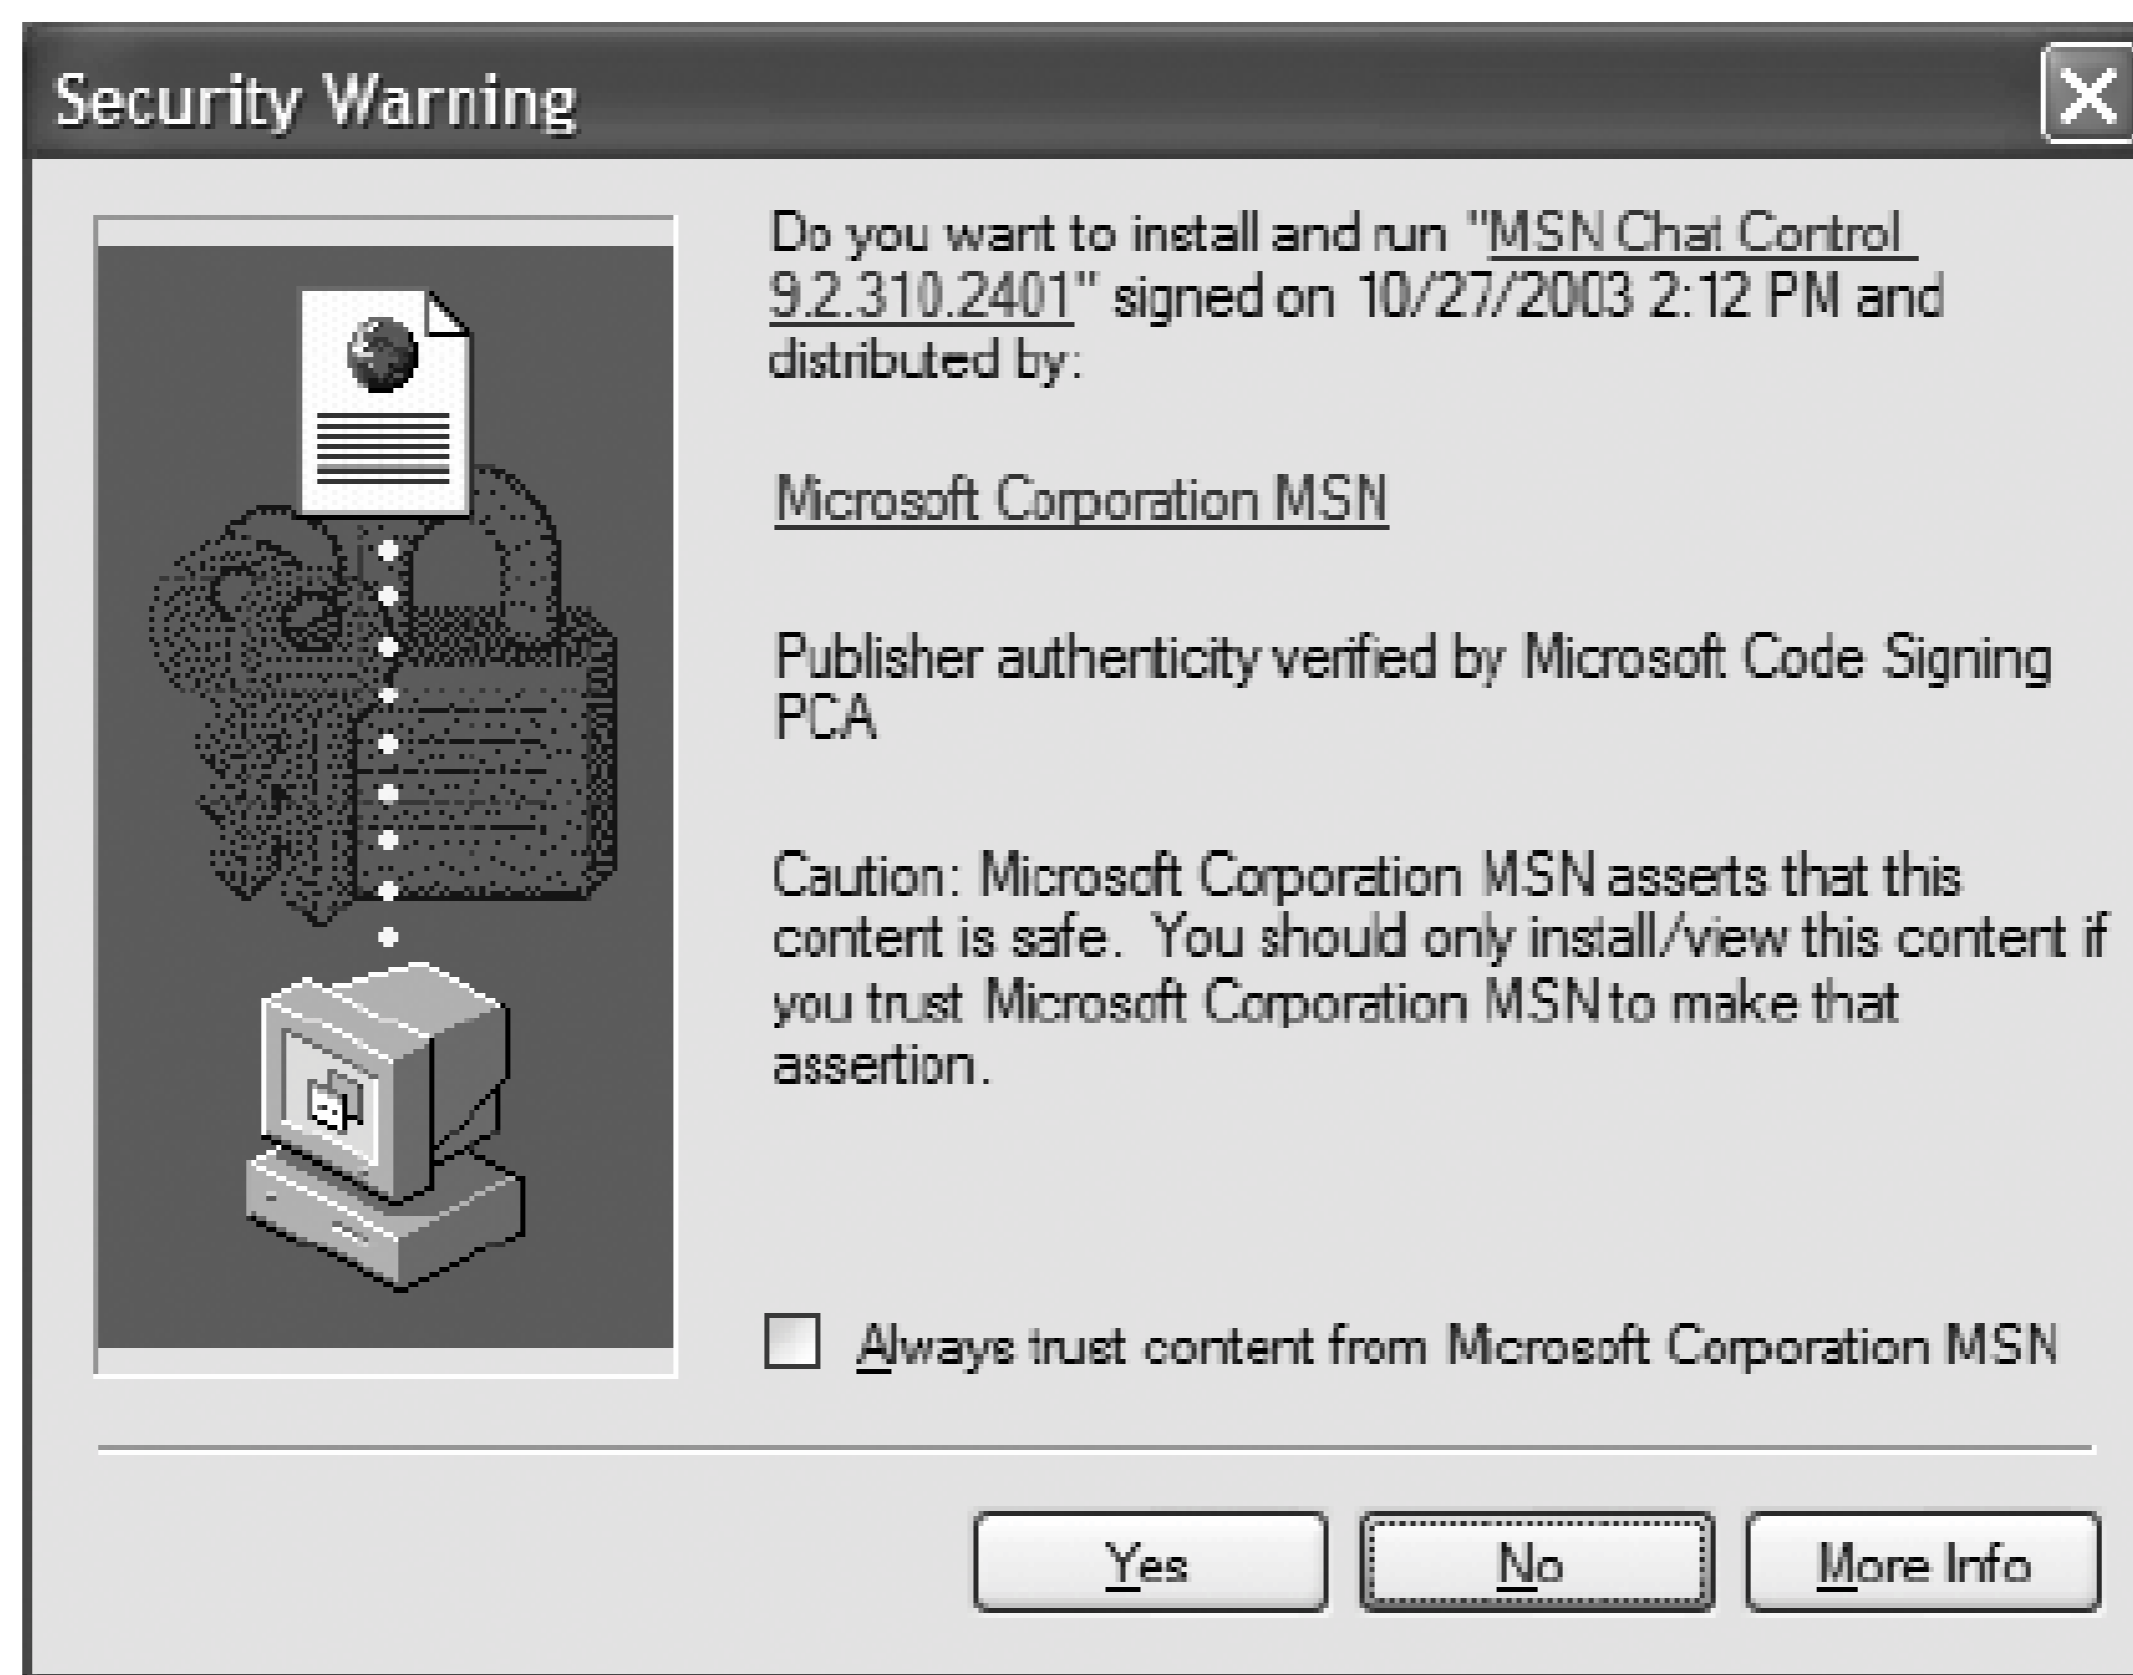 Security Warning
Do you want to install and run "MSN Chat Control
9.2.310.2401" signed on 10/27/2003 2:12 PM and
distributed by:
Microsoft Corporation MSN
Publisher authenticity verified by Microsoft Code Signing
PCA
Caution: Microsoft Corporation MSN asserts that this
content is safe.  You should only install/view this content if
you trust Microsoft Corporation MSN to make that
assertion.
Always trust content from Microsoft Corporation MSN
Yes No More Info